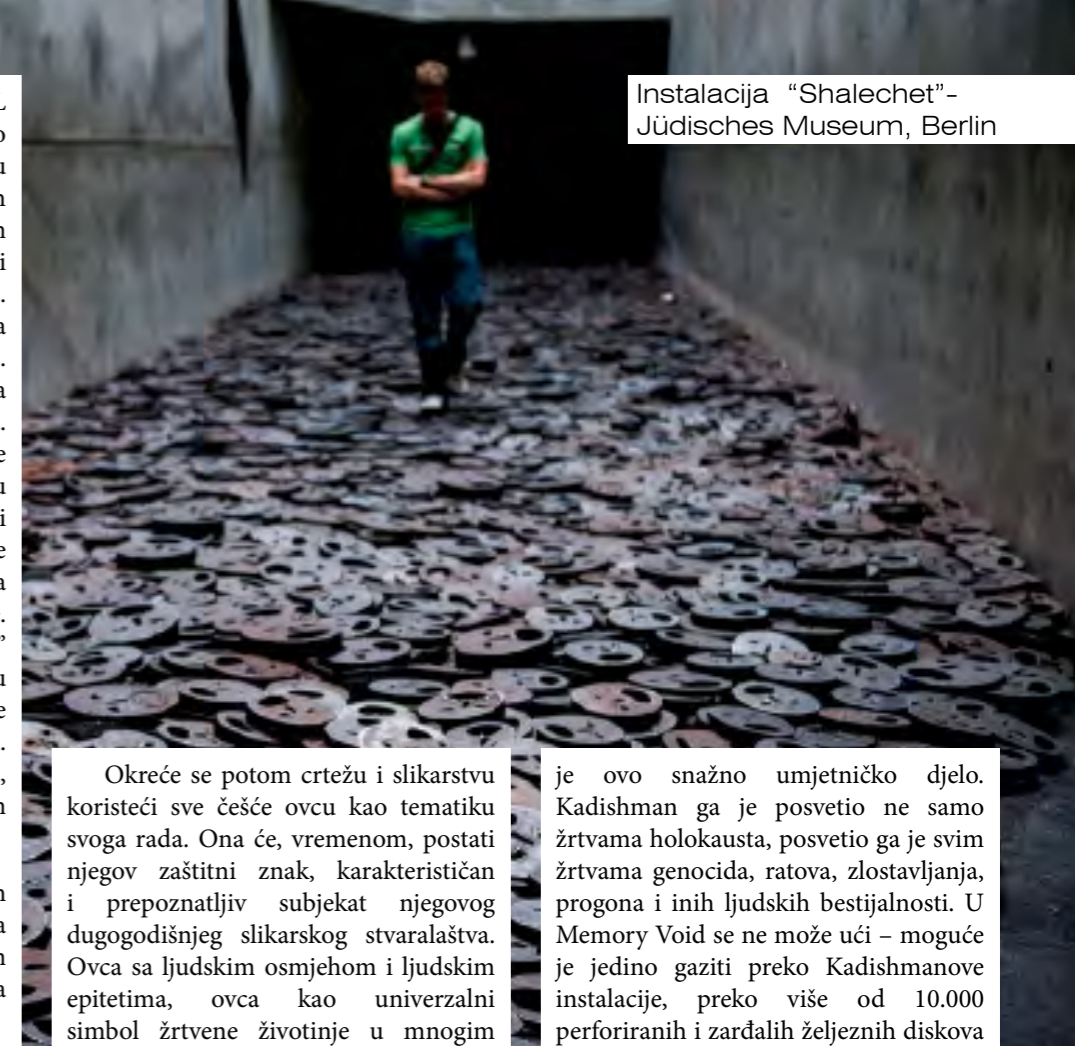 Instalacija “Shalechet”-
Jüdisches Museum, Berlin
Okreće se potom crtežu i slikarstvu
koristeći sve češće ovcu kao tematiku
svoga rada. Ona će, vremenom, postati
njegov zaštitni znak, karakterističan
i prepoznatljiv subjekat njegovog
dugogodišnjeg slikarskog stvaralaštva.
Ovca sa ljudskim osmjehom i ljudskim
epitetima, ovca kao univerzalni
simbol žrtvene životinje u mnogim
je ovo snažno umjetničko djelo.
Kadishman ga je posvetio ne samo
žrtvama holokausta, posvetio ga je svim
žrtvama genocida, ratova, zlostavljanja,
progona i inih ljudskih bestijalnosti. U
Memory Void se ne može ući – moguće
je jedino gaziti preko Kadishmanove
instalacije, preko više od 10.000
perforiranih i zarđalih željeznih diskova